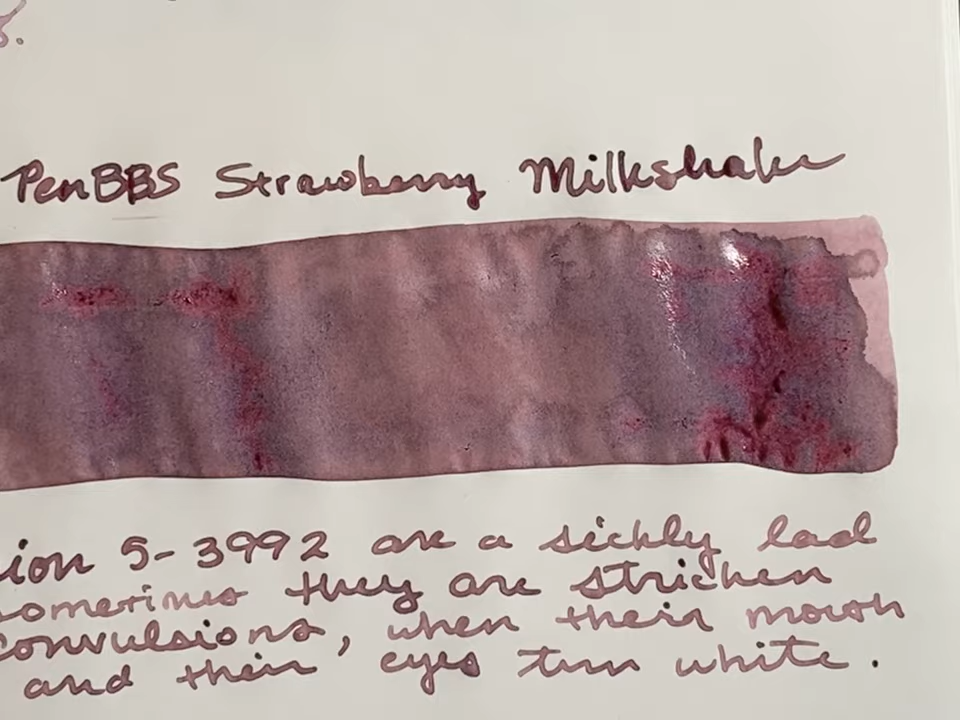 PenBBS Strawberry Milkshake
ion 5-3992 are a sickly lad
sometimes they are stricken
convulsions, when their mouth
and their eyes turn white.